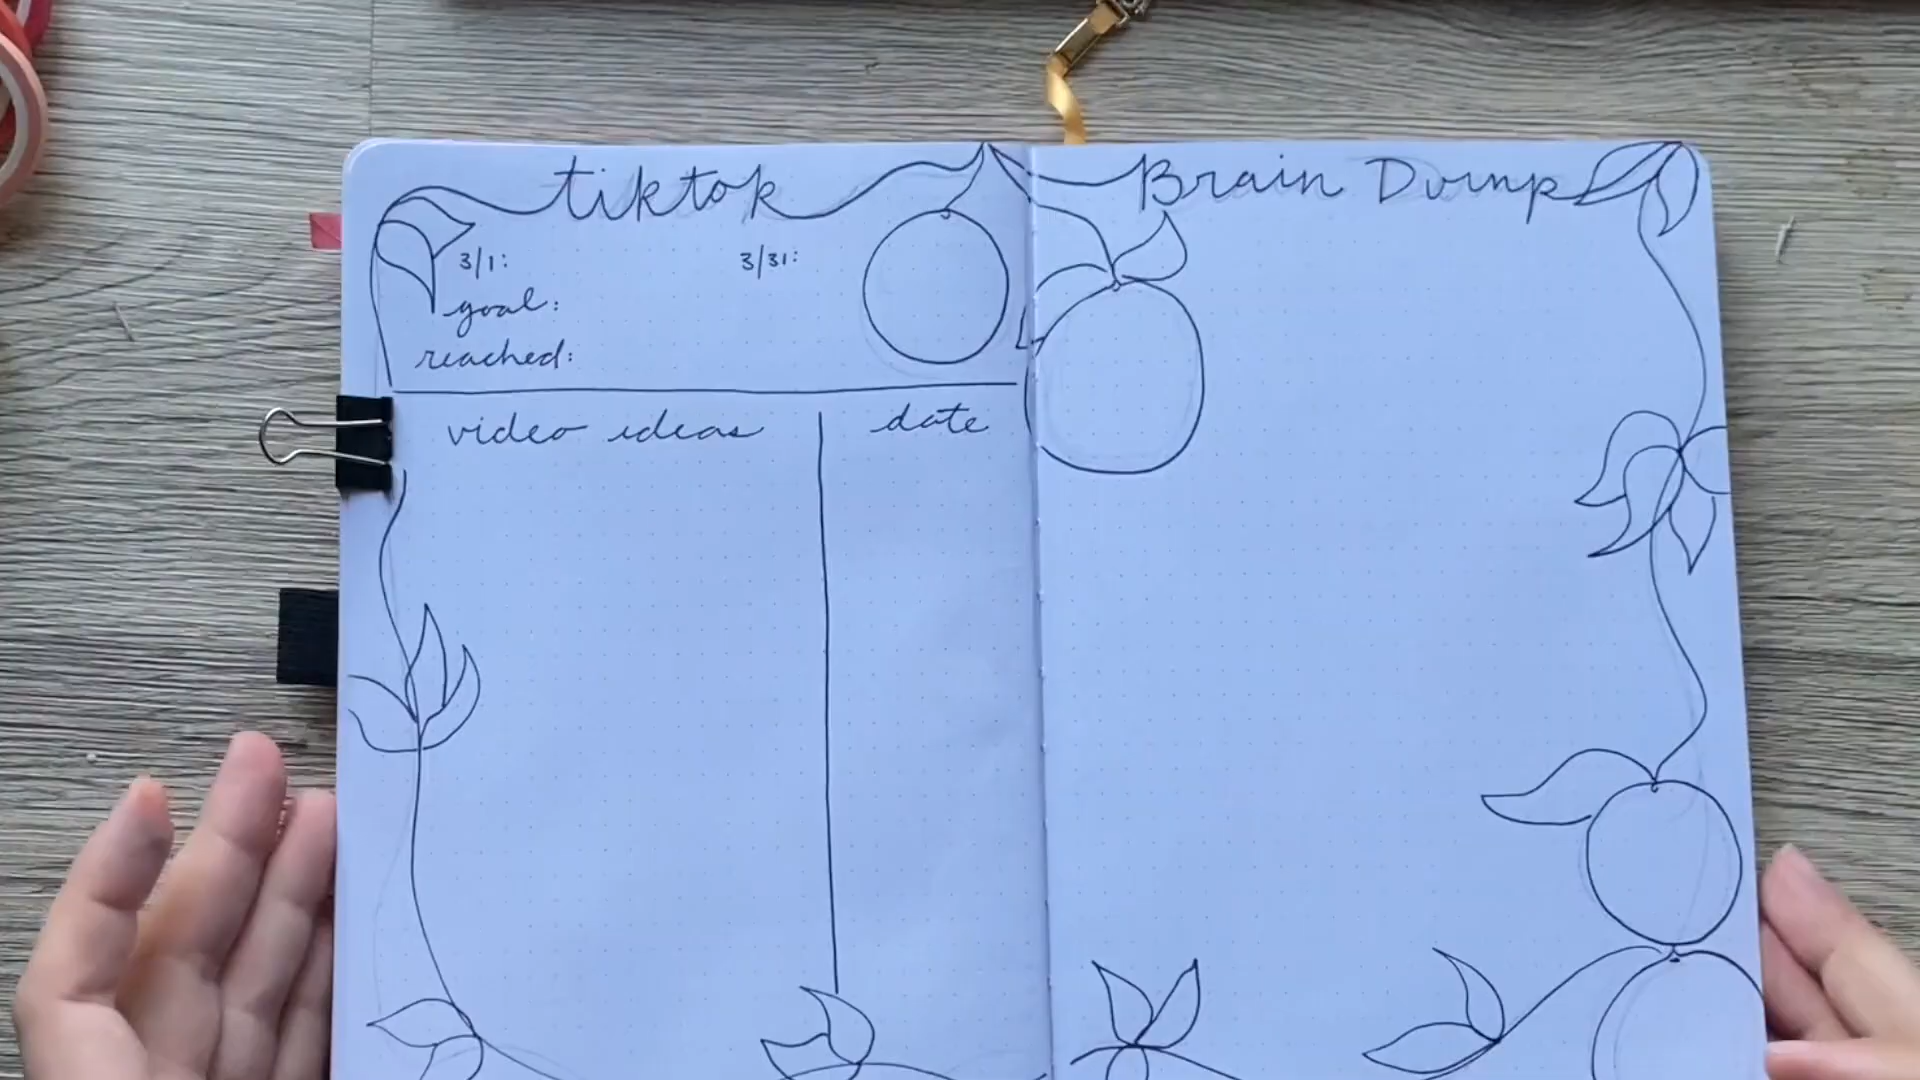 tiktok
3/1: 3/31:
goal:
reached:
video ideas date
Brain Dump